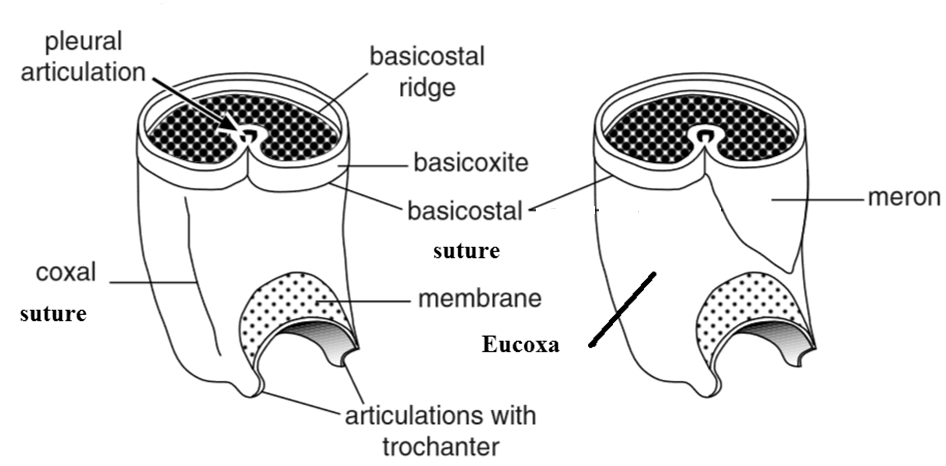 pleural
articulation
basicostal
ridge
basicoxite
basicostal
suture
meron
coxal
suture
membrane
Eucoxa
articulations with
trochanter